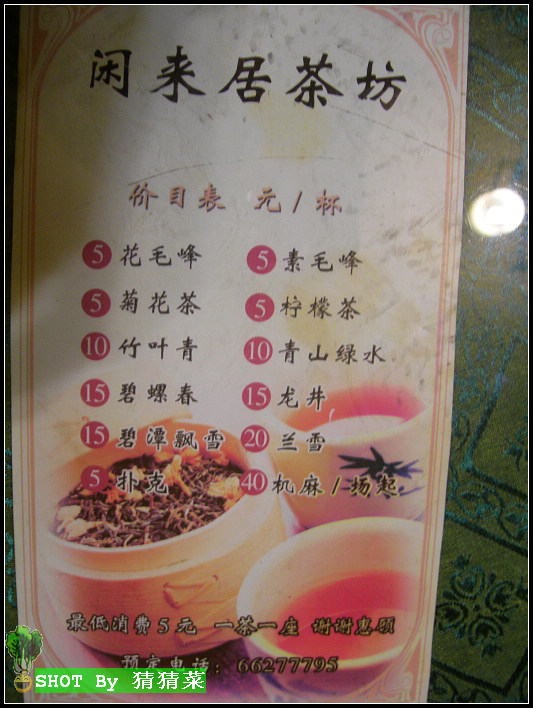 闲来居茶坊
价目表 元/杯
5 花毛峰 5 素毛峰
5 菊花茶 5 柠檬茶
10 竹叶青 10 青山绿水
15 碧螺春 15 龙井
15 碧潭飘雪 20 兰雪
5 扑克 40 机麻/场起
最低消费5元 一茶一座 谢谢惠顾
预定电话:66277795
SHOT By 猜猜菜